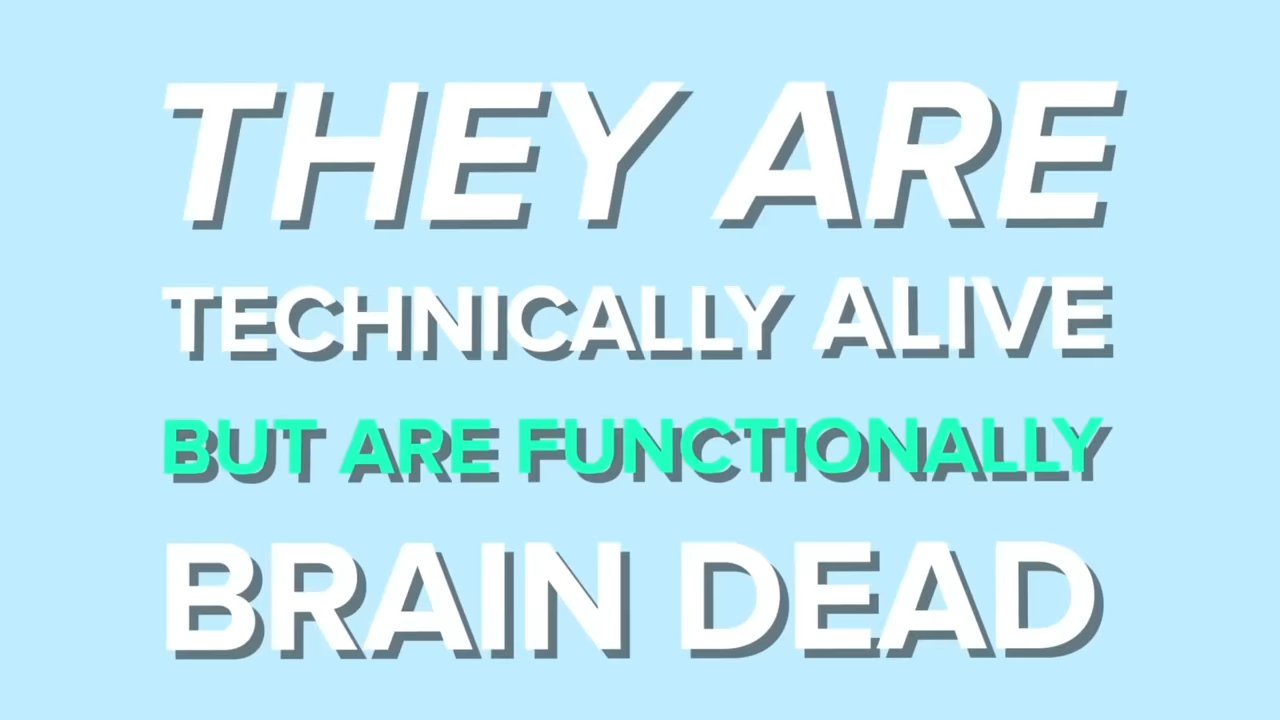 THEY ARE
TECHNICALLY ALIVE
BUT ARE FUNCTIONALLY
BRAIN DEAD